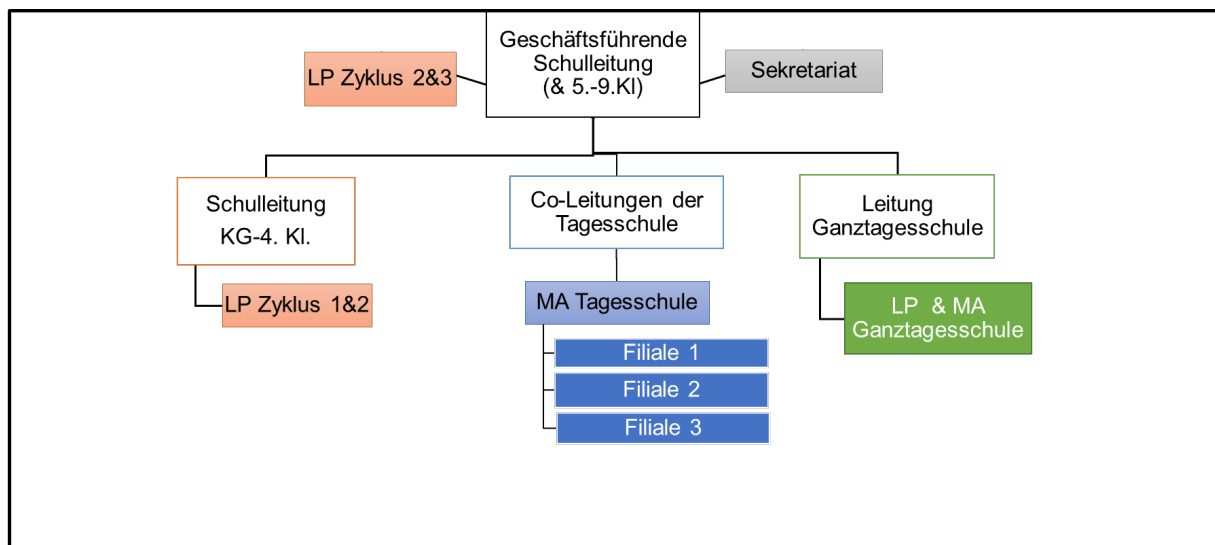 Geschäftsführende
Schulleitung
(& 5.-9.Kl)
LP Zyklus 2&3
Sekretariat
Schulleitung
KG-4. Kl.
Co-Leitungen der
Tagesschule
Leitung
Ganztagesschule
LP Zyklus 1&2
MA Tagesschule
LP & MA
Ganztagesschule
Filiale 1
Filiale 2
Filiale 3